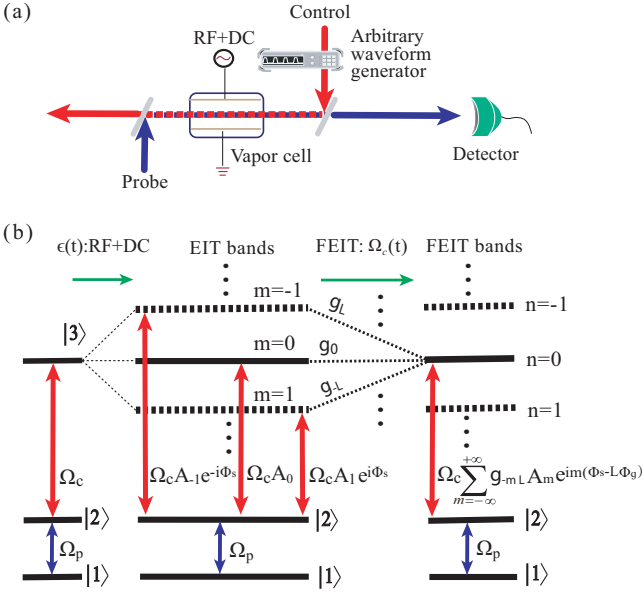 (a)
Control
RF+DC
Arbitrary
waveform
generator
Vapor cell
Probe
Detector
(b)
ϵ(t):RF+DC
EIT bands
FEIT: Ω_c(t)
FEIT bands
m=-1
n=-1
|3⟩
g_L
m=0
g_0
n=0
m=1
g_-L
n=1
Ω_c
Ω_cA_-1e^-iΦ_s
Ω_cA_0
Ω_cA_1e^iΦ_s
Ω_c∑_{m=-∞}^{+∞} g_-mL A_m e^im(Φ_s-LΦ_g)
|2⟩
|2⟩
|2⟩
Ω_p
Ω_p
Ω_p
|1⟩
|1⟩
|1⟩